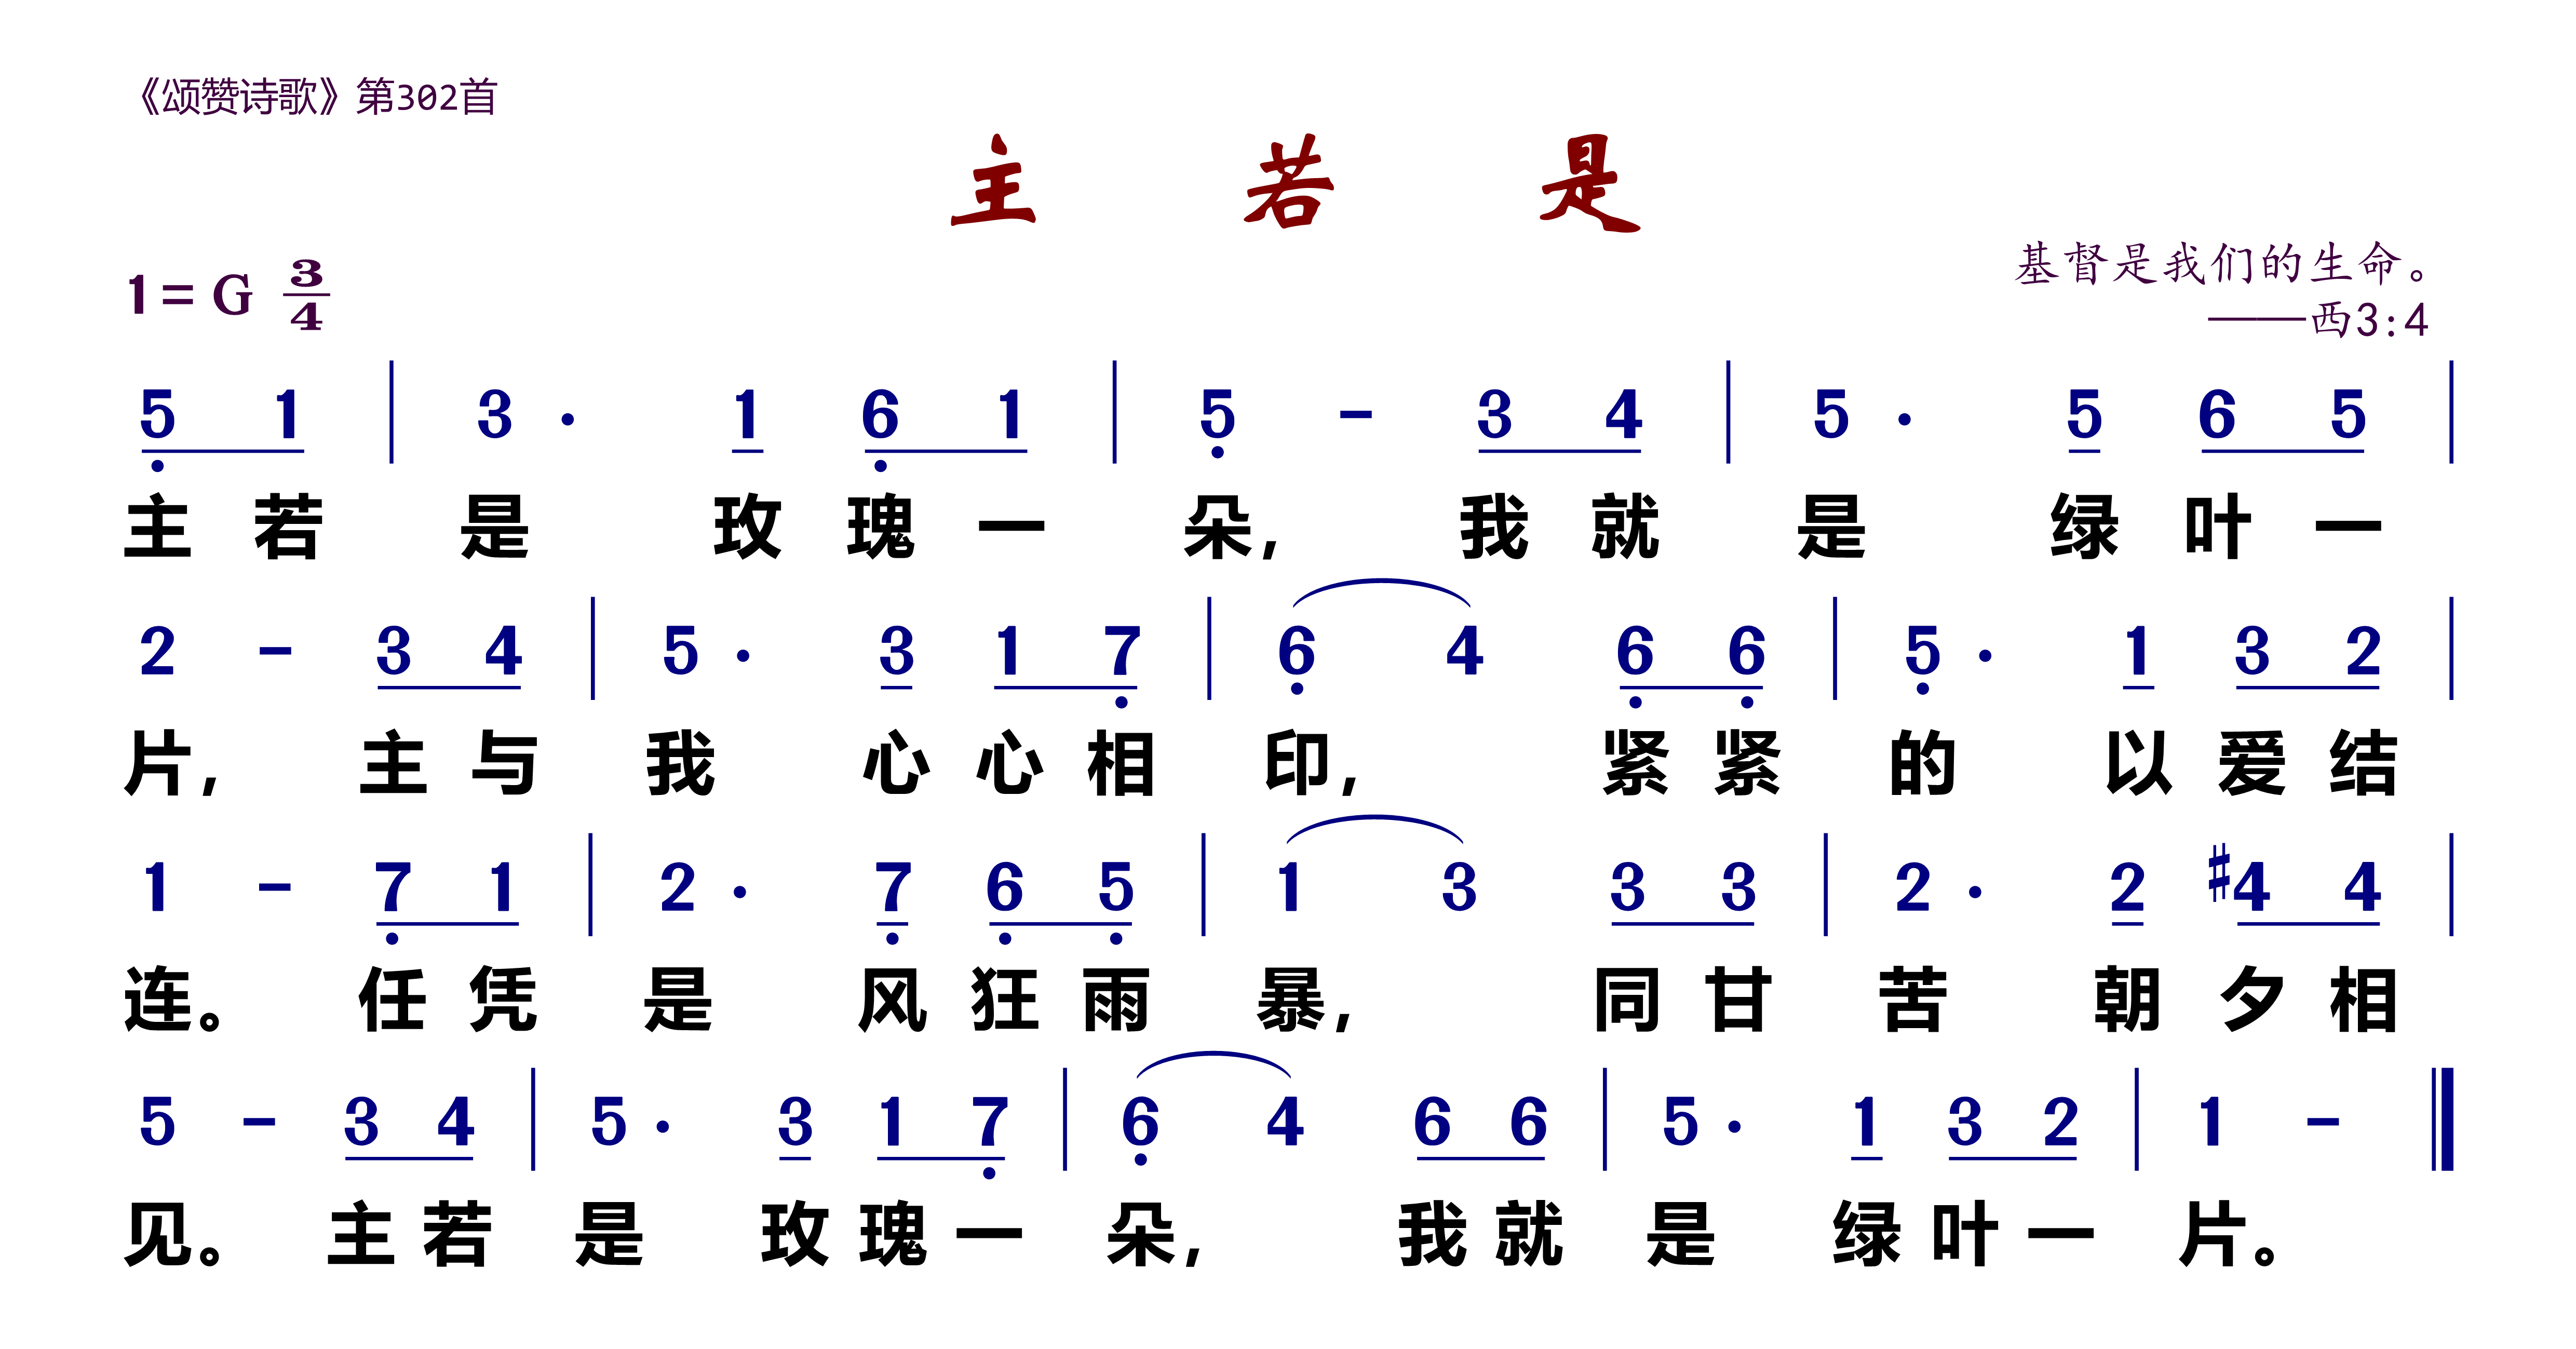 《颂赞诗歌》第302首
主 若 是
基督是我们的生命。
1= G 3/4
——西3:4
5 1 | 3 · 1 6 1 | 5 - 3 4 | 5 · 5 6 5 |
主 若 是 玫 瑰 一 朵, 我 就 是 绿 叶 一
2 - 3 4 | 5 · 3 1 7 | 6 4 6 6 | 5 · 1 3 2 |
片, 主 与 我 心 心 相 印, 紧 紧 的 以 爱 结
1 - 7 1 | 2 · 7 6 5 | 1 3 3 3 | 2 · 2 #4 4 |
连。 任 凭 是 风 狂 雨 暴, 同 甘 苦 朝 夕 相
5 - 3 4 | 5 · 3 1 7 | 6 4 6 6 | 5 · 1 3 2 | 1 - ‖
见。 主 若 是 玫 瑰 一 朵, 我 就 是 绿 叶 一 片。